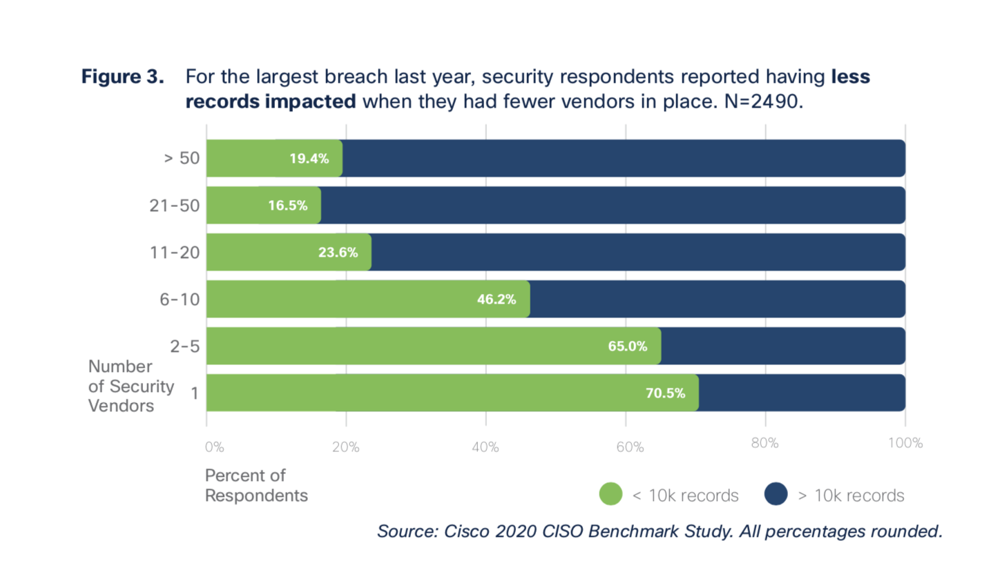 Figure 3. For the largest breach last year, security respondents reported having less
records impacted when they had fewer vendors in place. N=2490.
> 50 19.4%
21-50 16.5%
11-20 23.6%
6-10 46.2%
2-5 65.0%
Number
of Security
Vendors
1 70.5%
0% 20% 40% 60% 80% 100%
Percent of
Respondents
< 10k records > 10k records
Source: Cisco 2020 CISO Benchmark Study. All percentages rounded.